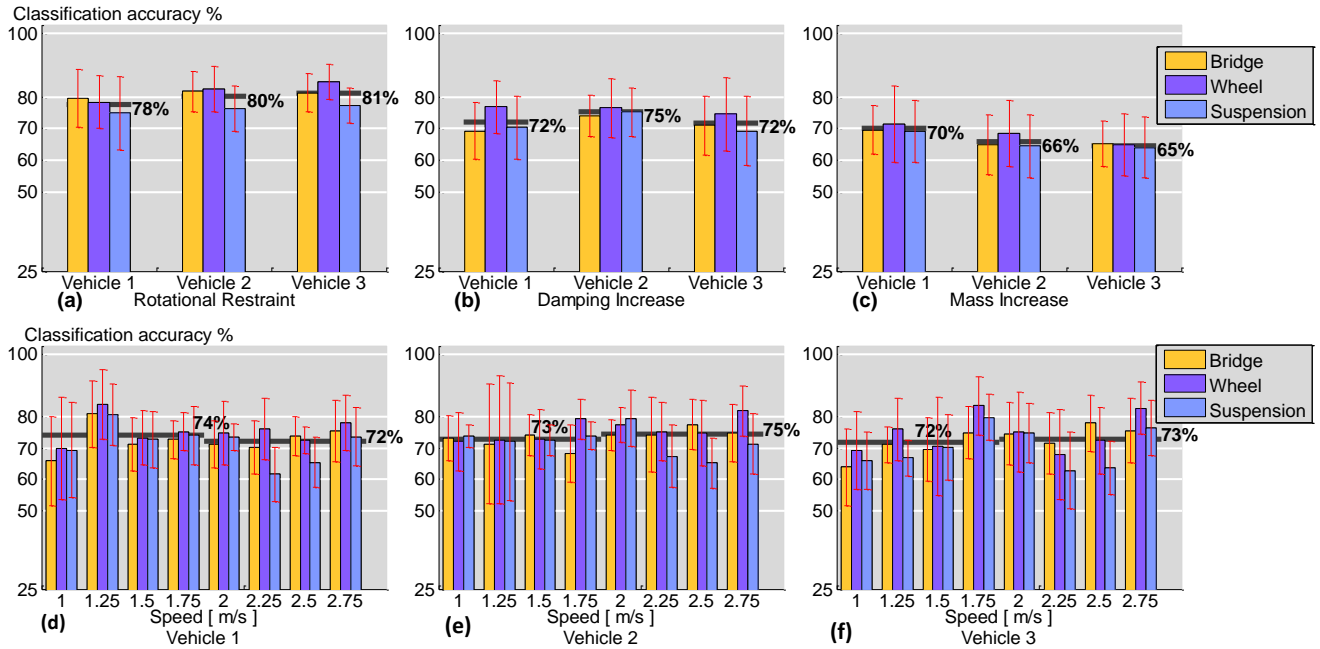 Classification accuracy %
100
80
70
60
50
25
78%
80%
81%
Vehicle 1
Vehicle 2
Vehicle 3
(a)
Rotational Restraint
100
80
70
60
50
25
72%
75%
72%
Vehicle 1
Vehicle 2
Vehicle 3
(b)
Damping Increase
100
80
70
60
50
25
70%
66%
65%
Vehicle 1
Vehicle 2
Vehicle 3
(c)
Mass Increase
Bridge
Wheel
Suspension
Classification accuracy %
100
80
70
60
50
25
74%
72%
1 1.25 1.5 1.75 2 2.25 2.5 2.75
(d)
Speed [ m/s ]
Vehicle 1
100
80
70
60
50
25
73%
75%
1 1.25 1.5 1.75 2 2.25 2.5 2.75
(e)
Speed [ m/s ]
Vehicle 2
100
80
70
60
50
25
72%
73%
1 1.25 1.5 1.75 2 2.25 2.5 2.75
(f)
Speed [ m/s ]
Vehicle 3
Bridge
Wheel
Suspension